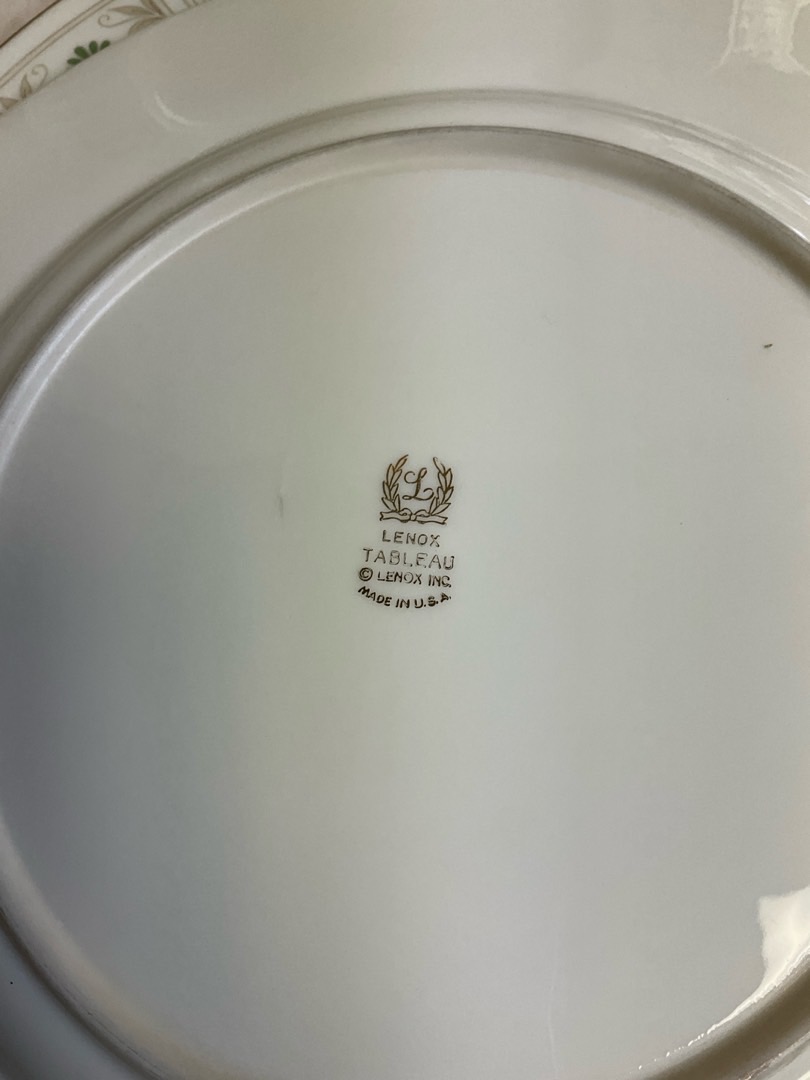 L
LENOX
TABLEAU
© LENOX INC.
MADE IN U.S.A.